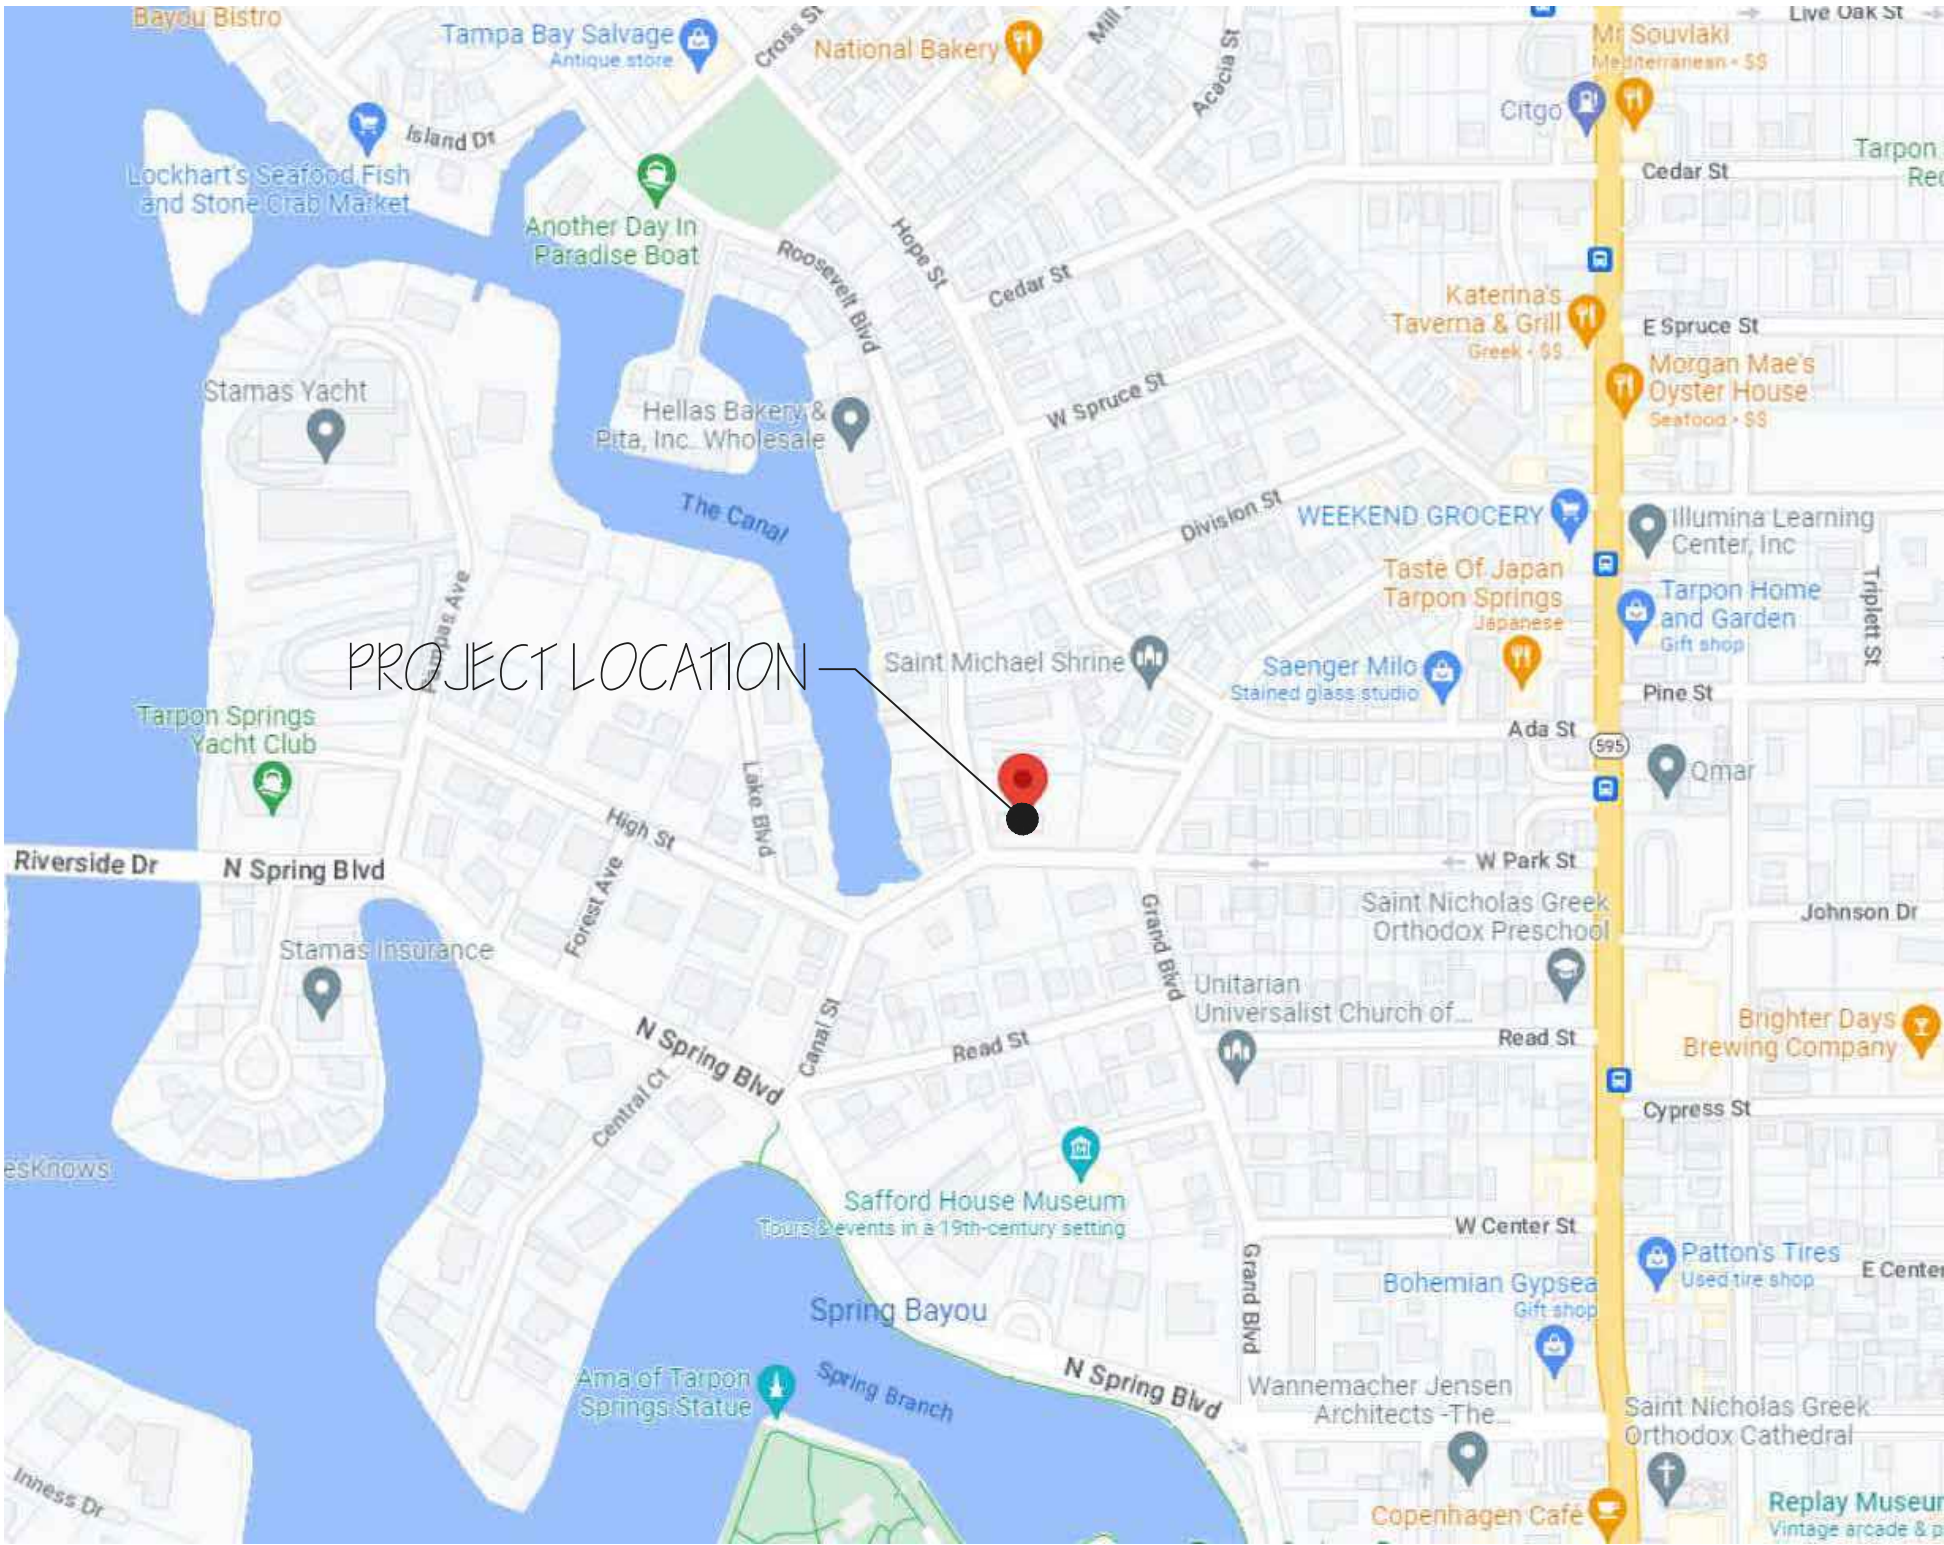 Bayou Bistro
Tampa Bay Salvage
Antique store
Cross St
National Bakery
Mill
Acacia St
Live Oak St
Mr Souvlaki
Mediterranean · $$
Citgo
Island Dr
Lockhart's Seafood Fish
and Stone Crab Market
Another Day In
Paradise Boat
Cedar St
Tarpon
Rec
Roosevelt Blvd
Hope St
Cedar St
Katerina's
Taverna & Grill
Greek · $$
E Spruce St
Morgan Mae's
Oyster House
Seafood · $$
Stamas Yacht
Hellas Bakery &
Pita, Inc. Wholesale
W Spruce St
The Canal
Division St
WEEKEND GROCERY
Illumina Learning
Center, Inc
Taste Of Japan
Tarpon Springs
Japanese
Tarpon Home
and Garden
Gift shop
Triplett St
Pampas Ave
PROJECT LOCATION
Saint Michael Shrine
Saenger Milo
Stained glass studio
Pine St
Tarpon Springs
Yacht Club
Ada St
595
Qmar
Lake Blvd
High St
Riverside Dr
N Spring Blvd
W Park St
Forest Ave
Saint Nicholas Greek
Orthodox Preschool
Johnson Dr
Grand Blvd
Stamas Insurance
Unitarian
Universalist Church of...
Canal St
N Spring Blvd
Read St
Read St
Brighter Days
Brewing Company
Central Ct
Cypress St
esKnows
Safford House Museum
Tours & events in a 19th-century setting
W Center St
Grand Blvd
Patton's Tires
Used tire shop
E Center
Bohemian Gypsea
Gift shop
Spring Bayou
Ama of Tarpon
Springs Statue
Spring Branch
N Spring Blvd
Wannemacher Jensen
Architects -The...
Saint Nicholas Greek
Orthodox Cathedral
Inness Dr
Copenhagen Café
Replay Museum
Vintage arcade & p